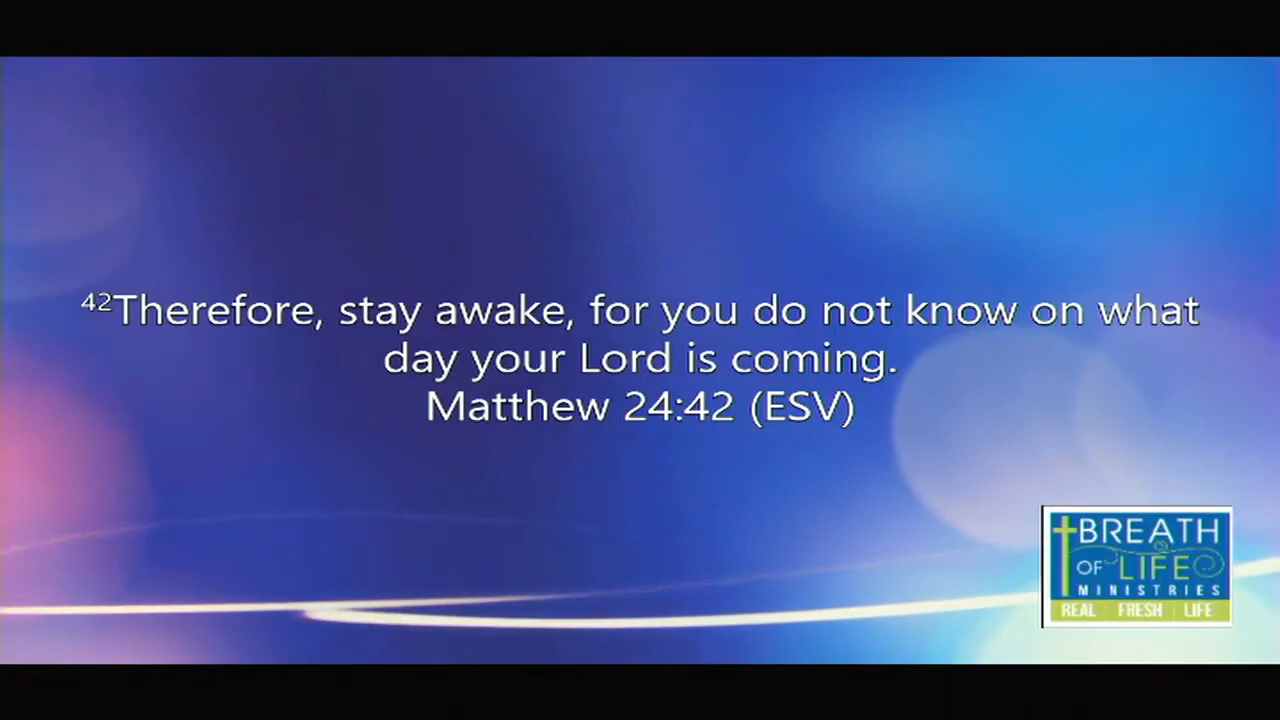 ⁴²Therefore, stay awake, for you do not know on what
day your Lord is coming.
Matthew 24:42 (ESV)
BREATH
OF LIFE
MINISTRIES
REAL | FRESH | LIFE